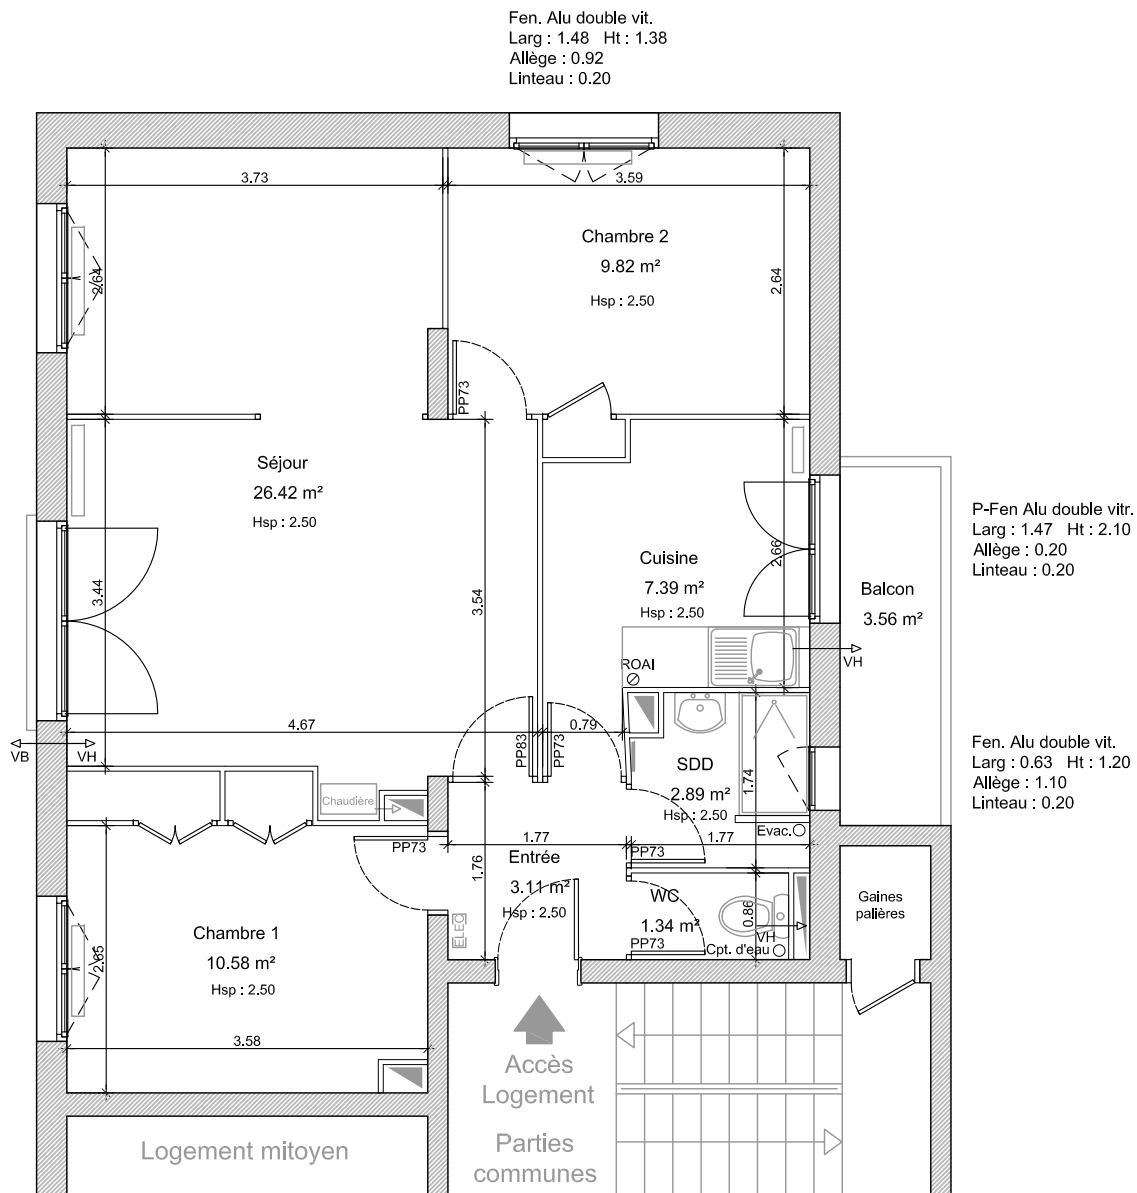 Fen. Alu double vit.
Larg : 1.48 Ht : 1.38
Allège : 0.92
Linteau : 0.20
3.73
3.59
2.64
Chambre 2
9.82 m²
Hsp : 2.50
2.64
PP73
Séjour
26.42 m²
Hsp : 2.50
3.44
3.54
Cuisine
7.39 m²
Hsp : 2.50
2.66
Balcon
3.56 m²
P-Fen Alu double vitr.
Larg : 1.47 Ht : 2.10
Allège : 0.20
Linteau : 0.20
ROAI
VH
4.67
0.79
PP83
PP73
VB
VH
SDD
2.89 m²
Hsp : 2.50
1.74
Fen. Alu double vit.
Larg : 0.63 Ht : 1.20
Allège : 1.10
Linteau : 0.20
Chaudière
Evac.
PP73
1.77
1.77
PP73
Entrée
3.11 m²
Hsp : 2.50
1.76
ELEC
WC
1.34 m²
0.86
VH
PP73
Cpt. d'eau
Gaines
palières
Chambre 1
10.58 m²
Hsp : 2.50
2.65
3.58
Accès
Logement
Parties
communes
Logement mitoyen